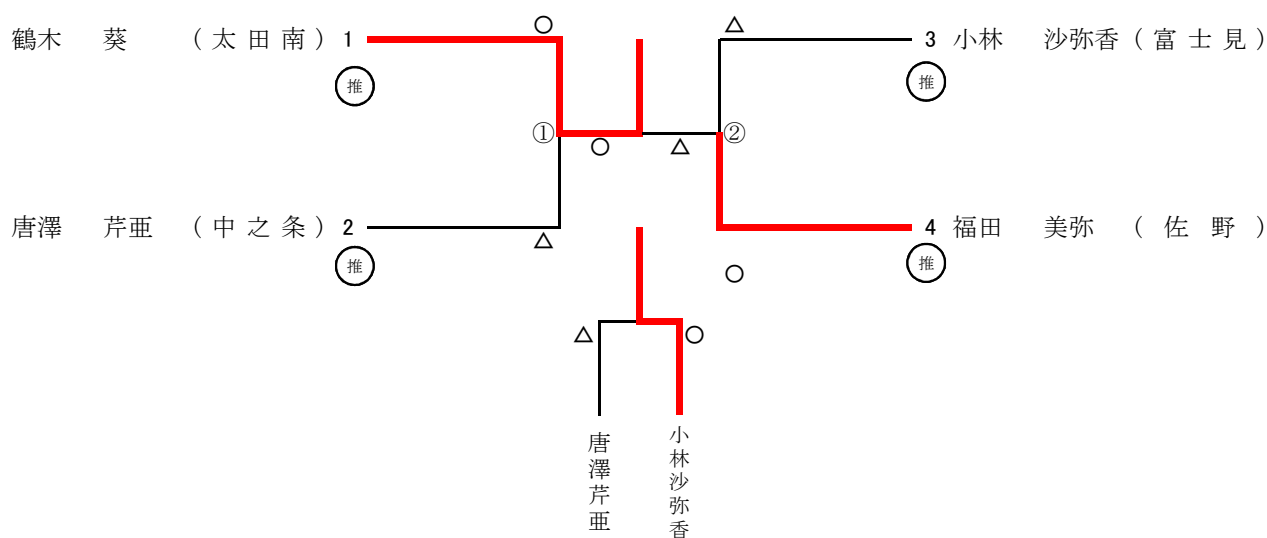 鶴木 葵 (太田南) 1 ○ △ 3 小林 沙弥香 (富士見)
推 推
① ○ △ ②
唐澤 芹亜 (中之条) 2 △ 4 福田 美弥 (佐野)
推 ○ 推
△ ○
唐澤芹亜
小林沙弥香